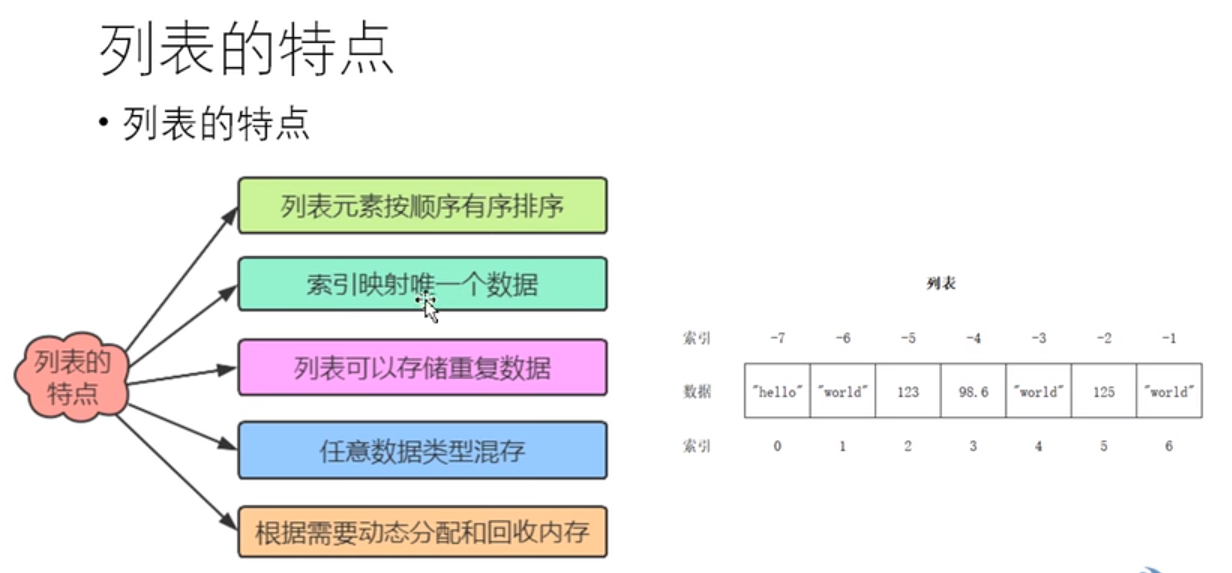 列表的特点
• 列表的特点
列表的
特点
列表元素按顺序有序排序
索引映射唯一个数据
列表可以存储重复数据
任意数据类型混存
根据需要动态分配和回收内存
列表
索引 -7 -6 -5 -4 -3 -2 -1
数据 "hello" "world" 123 98.6 "world" 125 "world"
索引 0 1 2 3 4 5 6